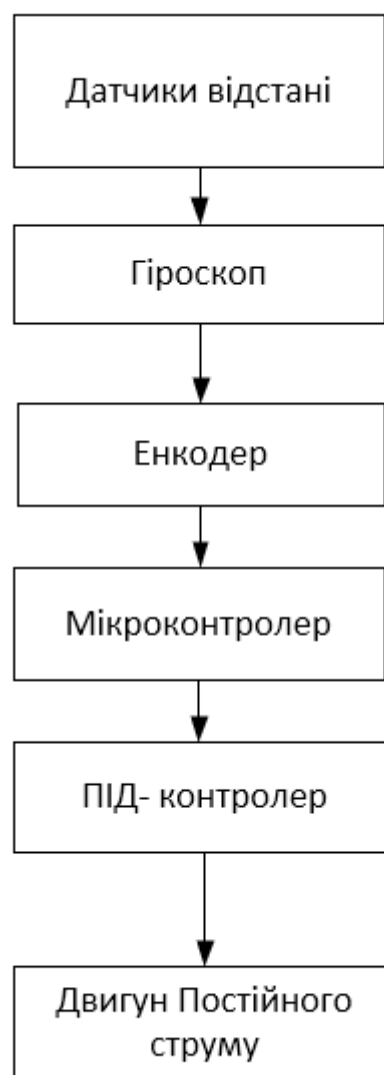 Датчики відстані
Гіроскоп
Енкодер
Мікроконтролер
ПІД- контролер
Двигун Постійного
струму